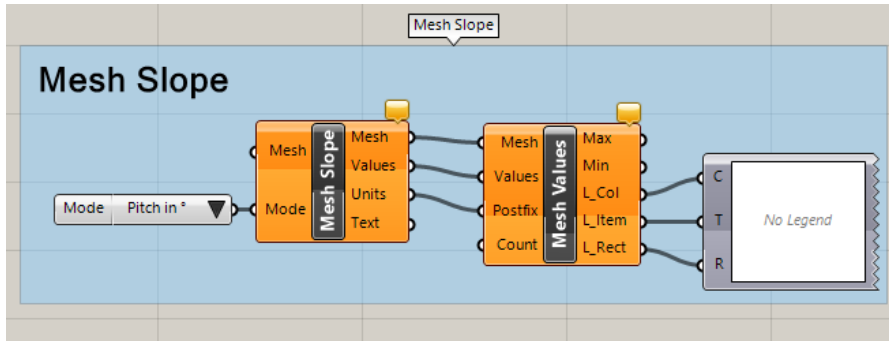 Mesh Slope
Mesh Slope
Mode Pitch in °
Mesh
Mode
Mesh Slope
Mesh
Values
Units
Text
Mesh
Values
Postfix
Count
Mesh Values
Max
Min
L_Col
L_Item
L_Rect
C
T
R
No Legend